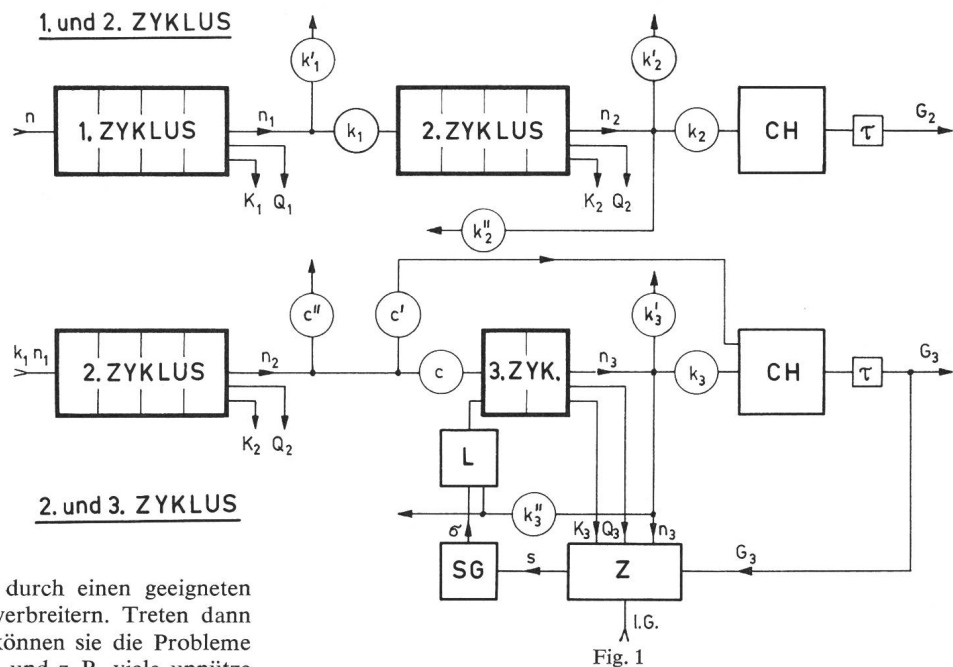 1. und 2. ZYKLUS
k'₁ k'₂
n 1. ZYKLUS n₁ k₁ 2. ZYKLUS n₂ k₂ CH τ G₂
K₁ Q₁ K₂ Q₂
k₂"
c" c' k'₃
k₁ n₁ 2. ZYKLUS n₂ c 3. ZYK. n₃ k₃ CH τ G₃
K₂ Q₂
L
2. und 3. ZYKLUS
k₃"
σ K₃ Q₃ n₃
SG s Z G₃
I.G.
durch einen geeigneten
verbreitern. Treten dann
können sie die Probleme
Fig. 1